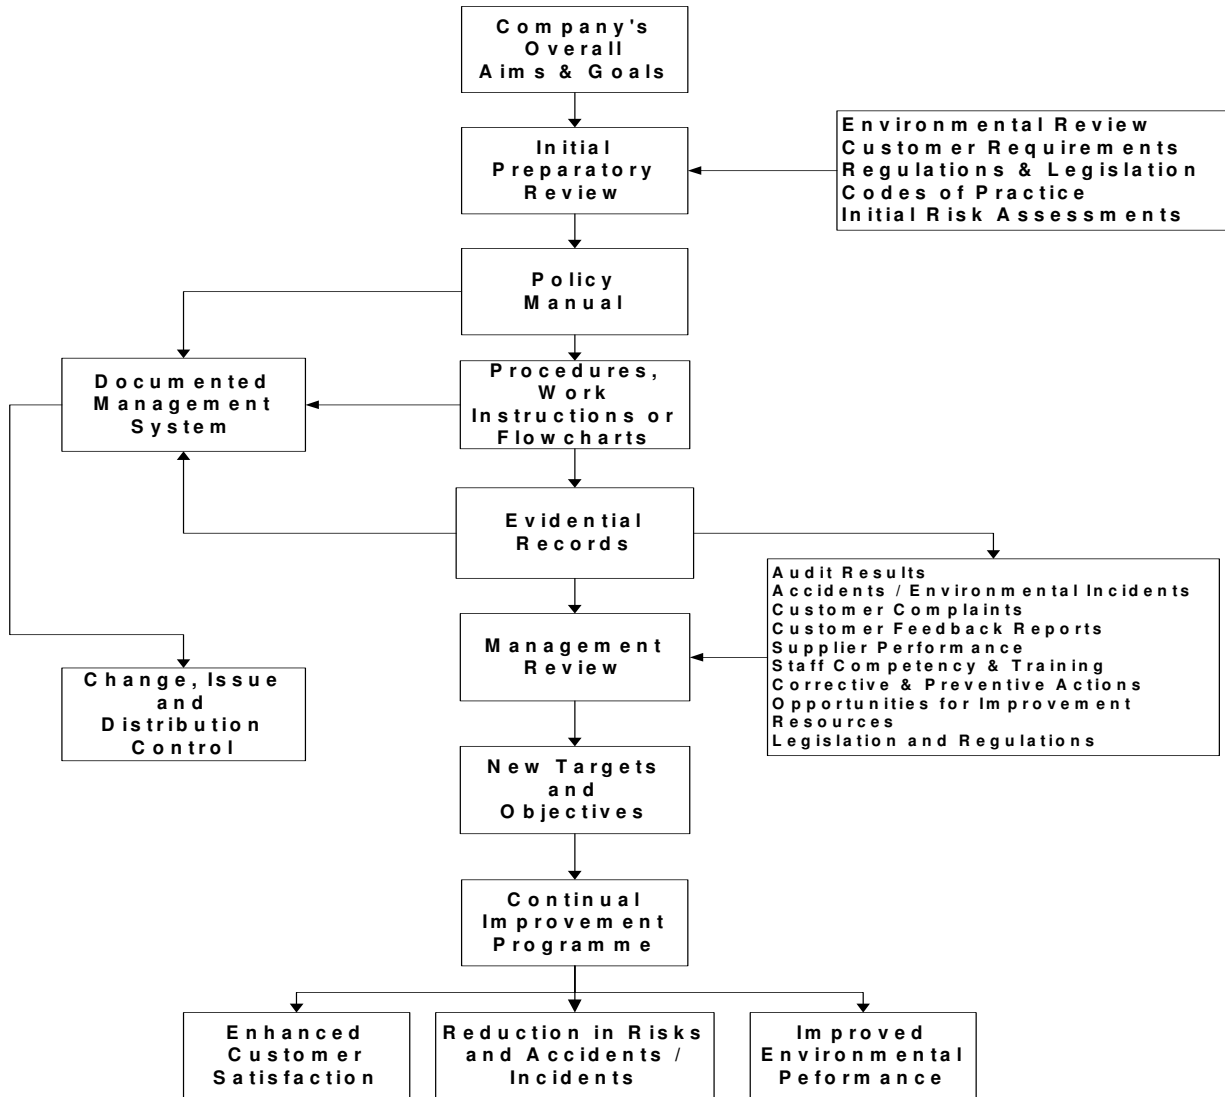 Company's
Overall
Aims & Goals
Initial
Preparatory
Review
Environmental Review
Customer Requirements
Regulations & Legislation
Codes of Practice
Initial Risk Assessments
Policy
Manual
Documented
Management
System
Procedures,
Work
Instructions or
Flowcharts
Evidential
Records
Audit Results
Accidents / Environmental Incidents
Customer Complaints
Customer Feedback Reports
Supplier Performance
Staff Competency & Training
Corrective & Preventive Actions
Opportunities for Improvement
Resources
Legislation and Regulations
Management
Review
Change, Issue
and
Distribution
Control
New Targets
and
Objectives
Continual
Improvement
Programme
Enhanced
Customer
Satisfaction
Reduction in Risks
and Accidents /
Incidents
Improved
Environmental
Peformance